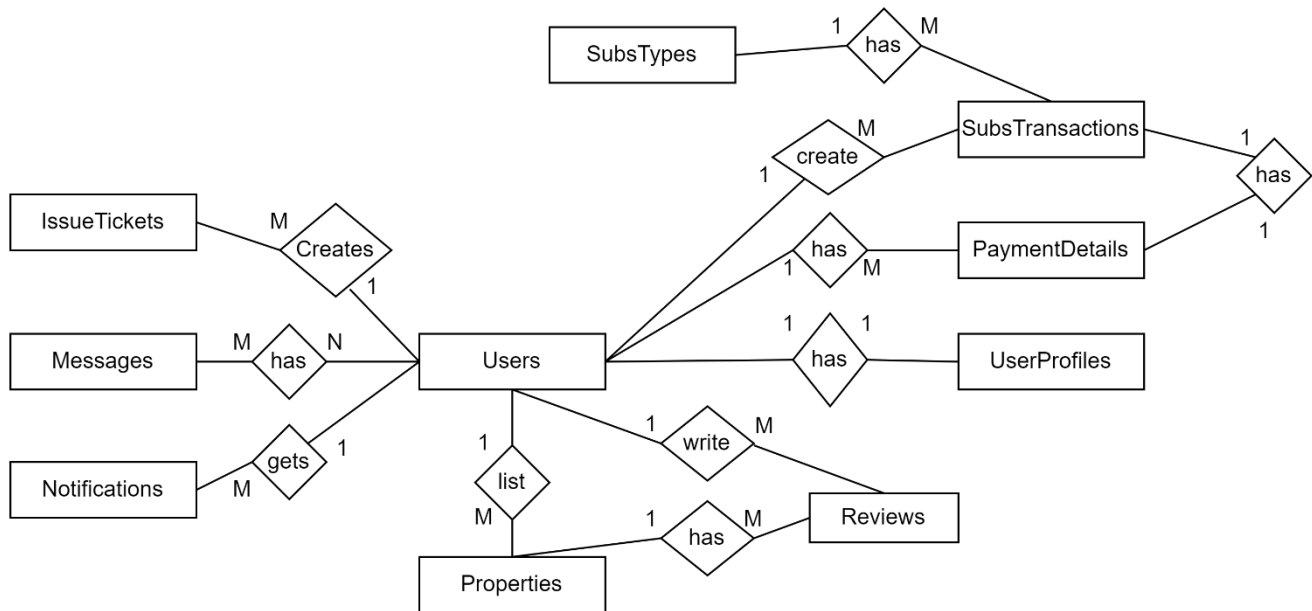 1
M
has
SubsTypes
M
SubsTransactions
1
create
1
has
1
IssueTickets
M
Creates
1
has
1
M
PaymentDetails
Messages
M
has
N
Users
1
1
has
UserProfiles
Notifications
gets
M
1
1
list
M
1
write
M
1
has
M
Reviews
Properties